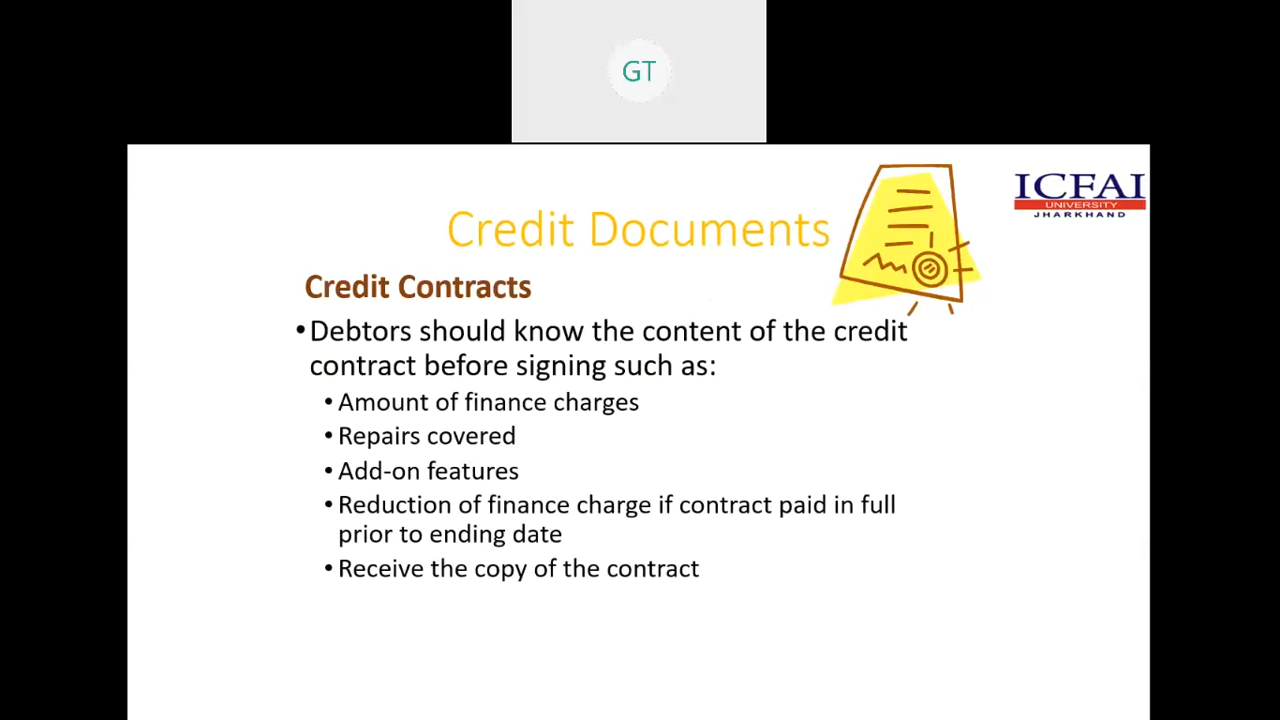 GT
ICFAI
UNIVERSITY
JHARKHAND
Credit Documents
Credit Contracts
•Debtors should know the content of the credit
contract before signing such as:
•Amount of finance charges
•Repairs covered
•Add-on features
•Reduction of finance charge if contract paid in full
prior to ending date
•Receive the copy of the contract